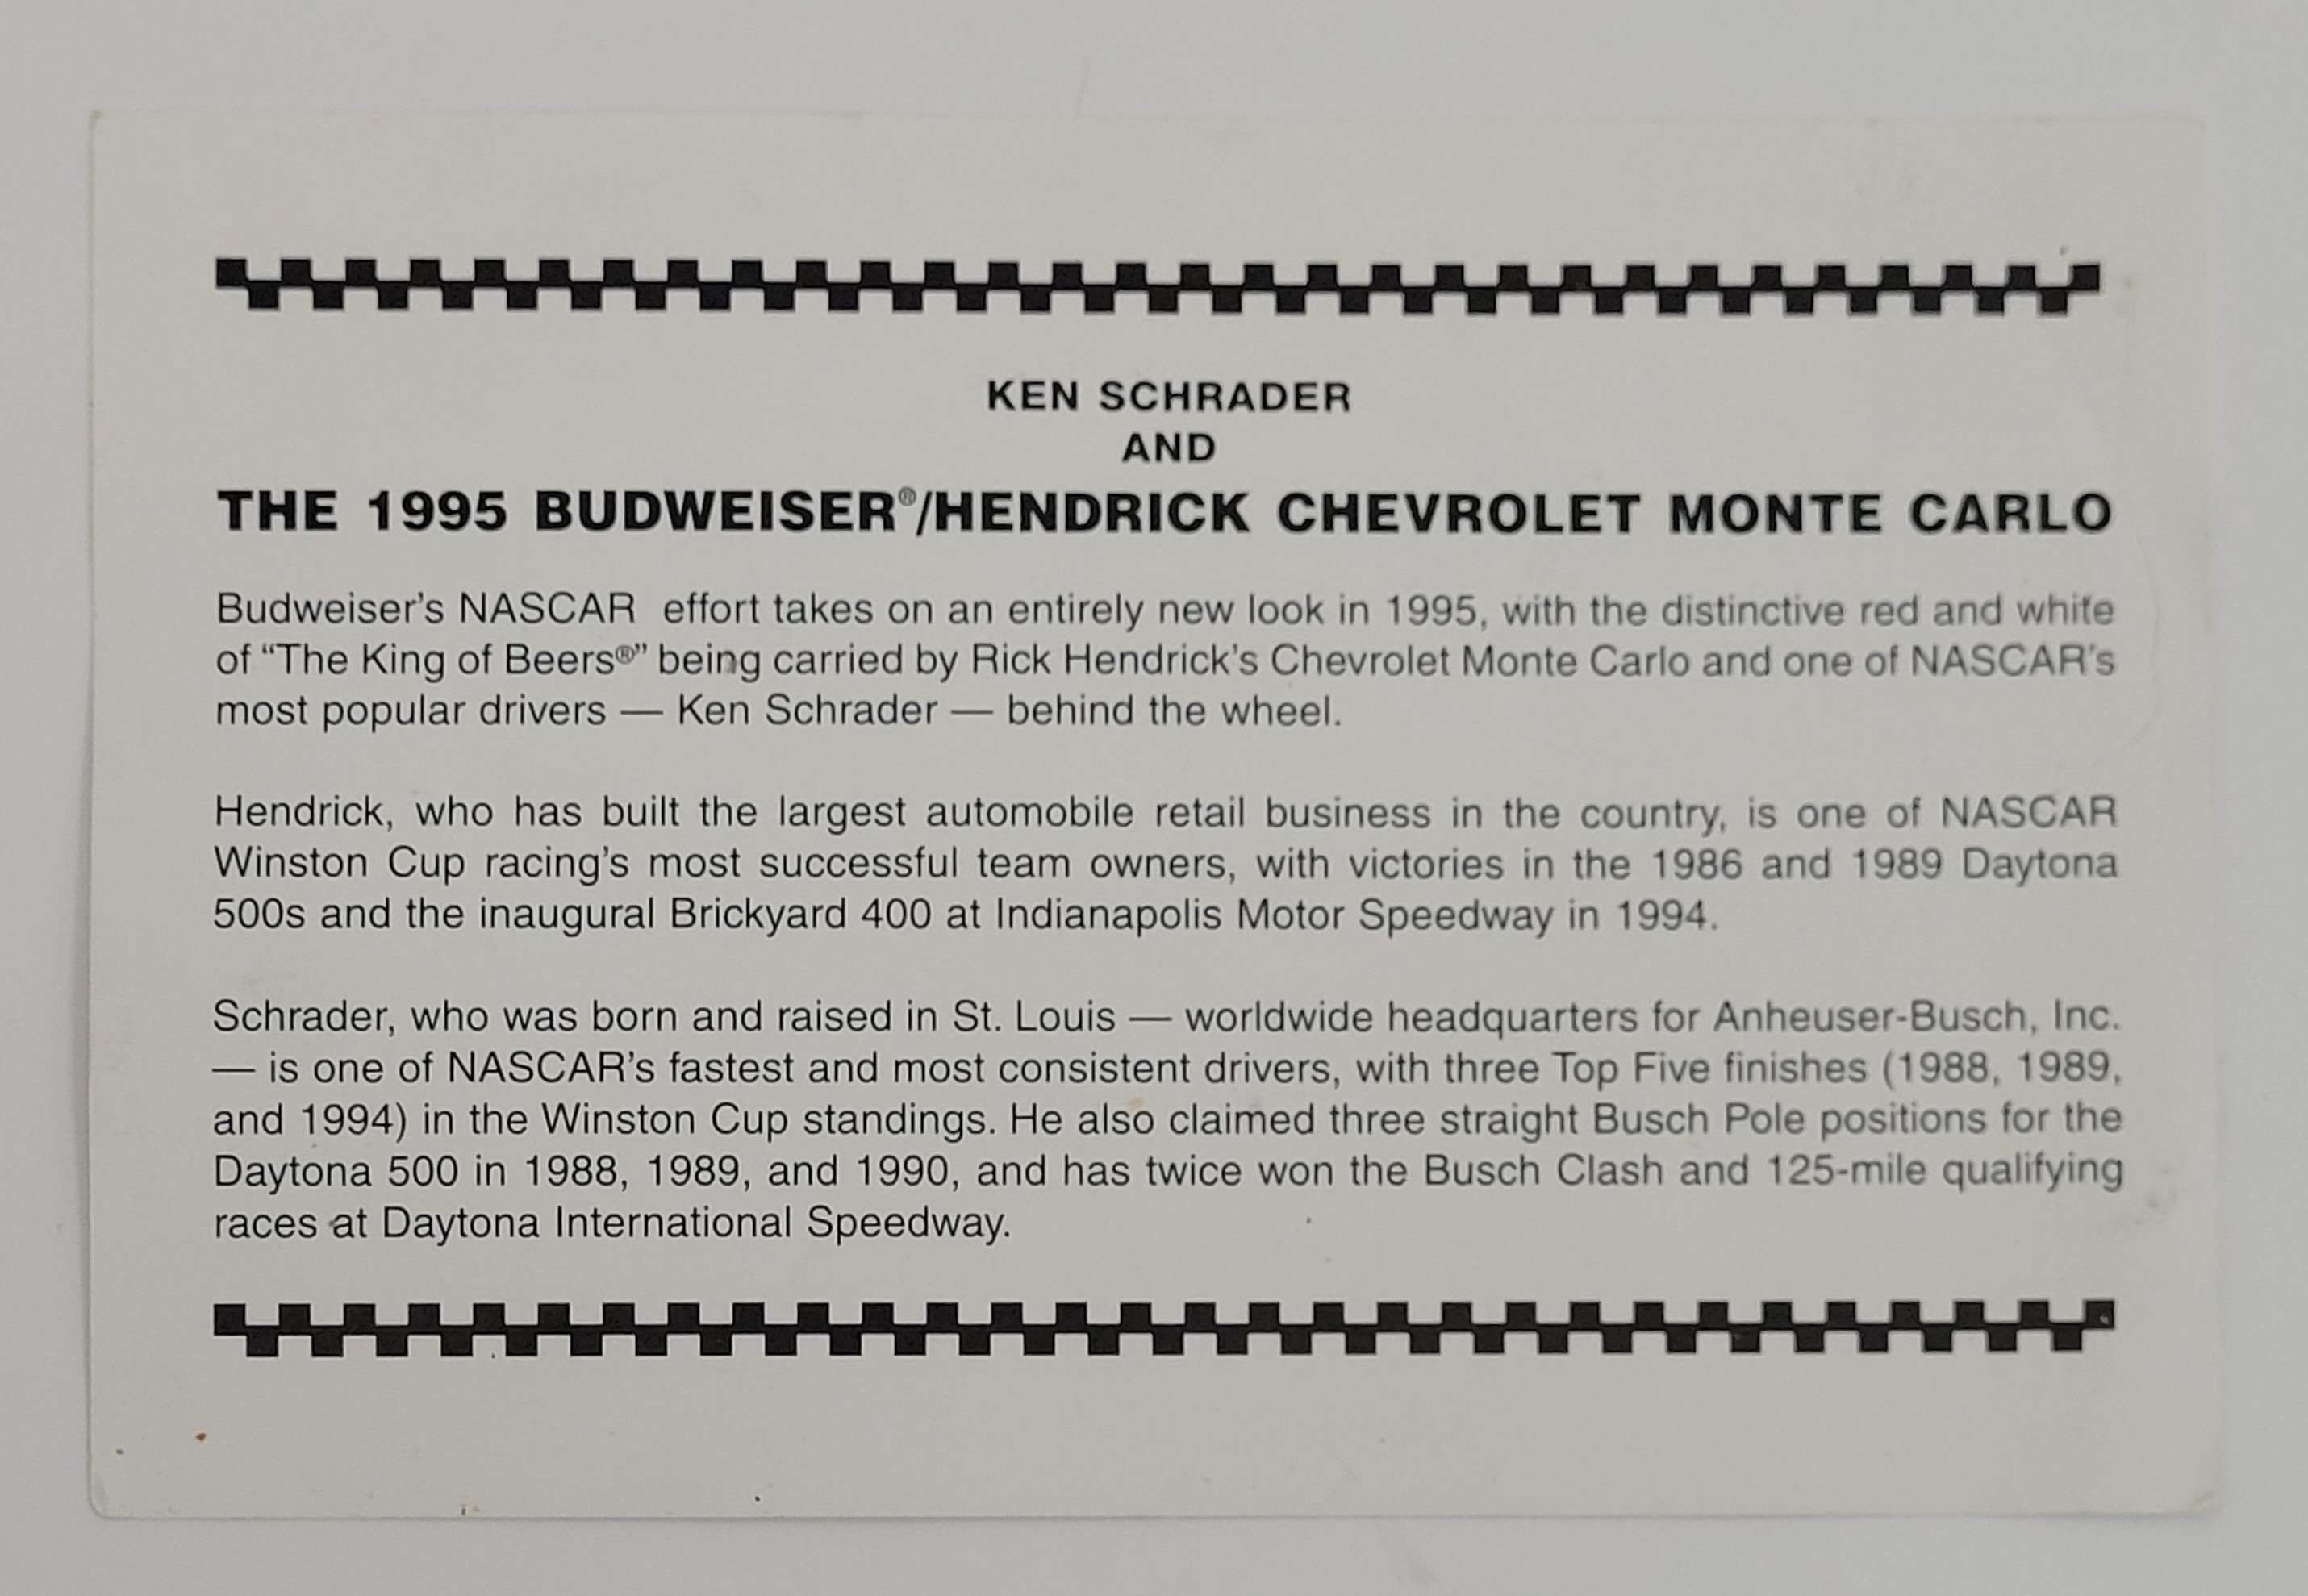 KEN SCHRADER
AND
THE 1995 BUDWEISER®/HENDRICK CHEVROLET MONTE CARLO
Budweiser's NASCAR effort takes on an entirely new look in 1995, with the distinctive red and white
of “The King of Beers®” being carried by Rick Hendrick's Chevrolet Monte Carlo and one of NASCAR's
most popular drivers — Ken Schrader — behind the wheel.
Hendrick, who has built the largest automobile retail business in the country, is one of NASCAR
Winston Cup racing's most successful team owners, with victories in the 1986 and 1989 Daytona
500s and the inaugural Brickyard 400 at Indianapolis Motor Speedway in 1994.
Schrader, who was born and raised in St. Louis — worldwide headquarters for Anheuser-Busch, Inc.
— is one of NASCAR's fastest and most consistent drivers, with three Top Five finishes (1988, 1989,
and 1994) in the Winston Cup standings. He also claimed three straight Busch Pole positions for the
Daytona 500 in 1988, 1989, and 1990, and has twice won the Busch Clash and 125-mile qualifying
races at Daytona International Speedway.